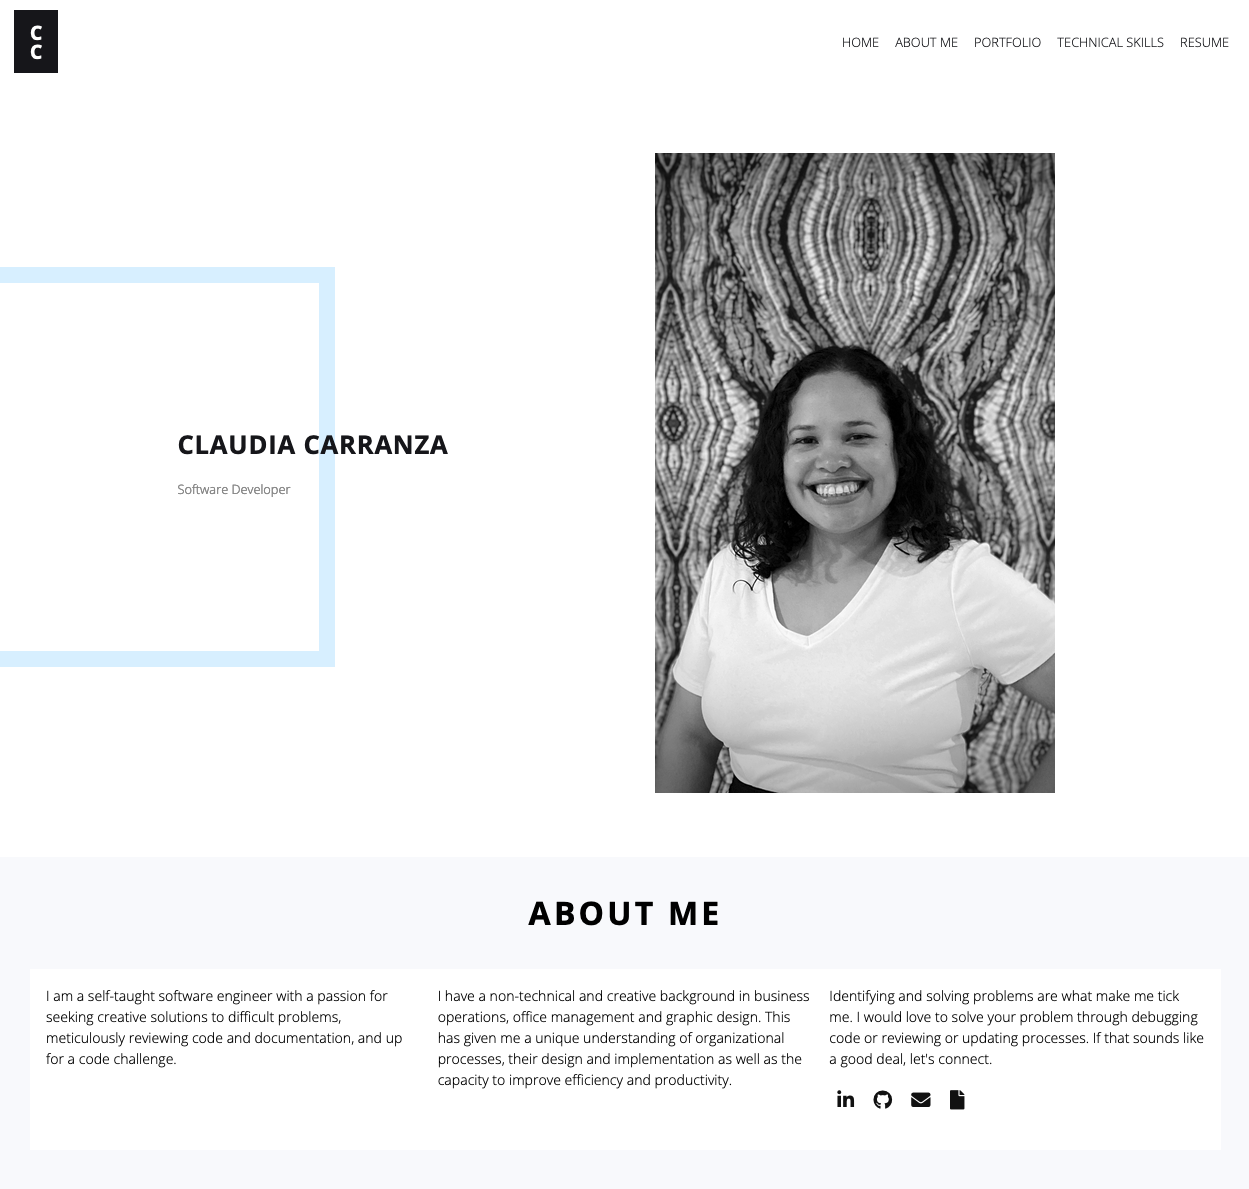 C
C
HOME ABOUT ME PORTFOLIO TECHNICAL SKILLS RESUME
CLAUDIA CARRANZA
Software Developer
ABOUT ME
I am a self-taught software engineer with a passion for
seeking creative solutions to difficult problems,
meticulously reviewing code and documentation, and up
for a code challenge.
I have a non-technical and creative background in business
operations, office management and graphic design. This
has given me a unique understanding of organizational
processes, their design and implementation as well as the
capacity to improve efficiency and productivity.
Identifying and solving problems are what make me tick
me. I would love to solve your problem through debugging
code or reviewing or updating processes. If that sounds like
a good deal, let's connect.
in